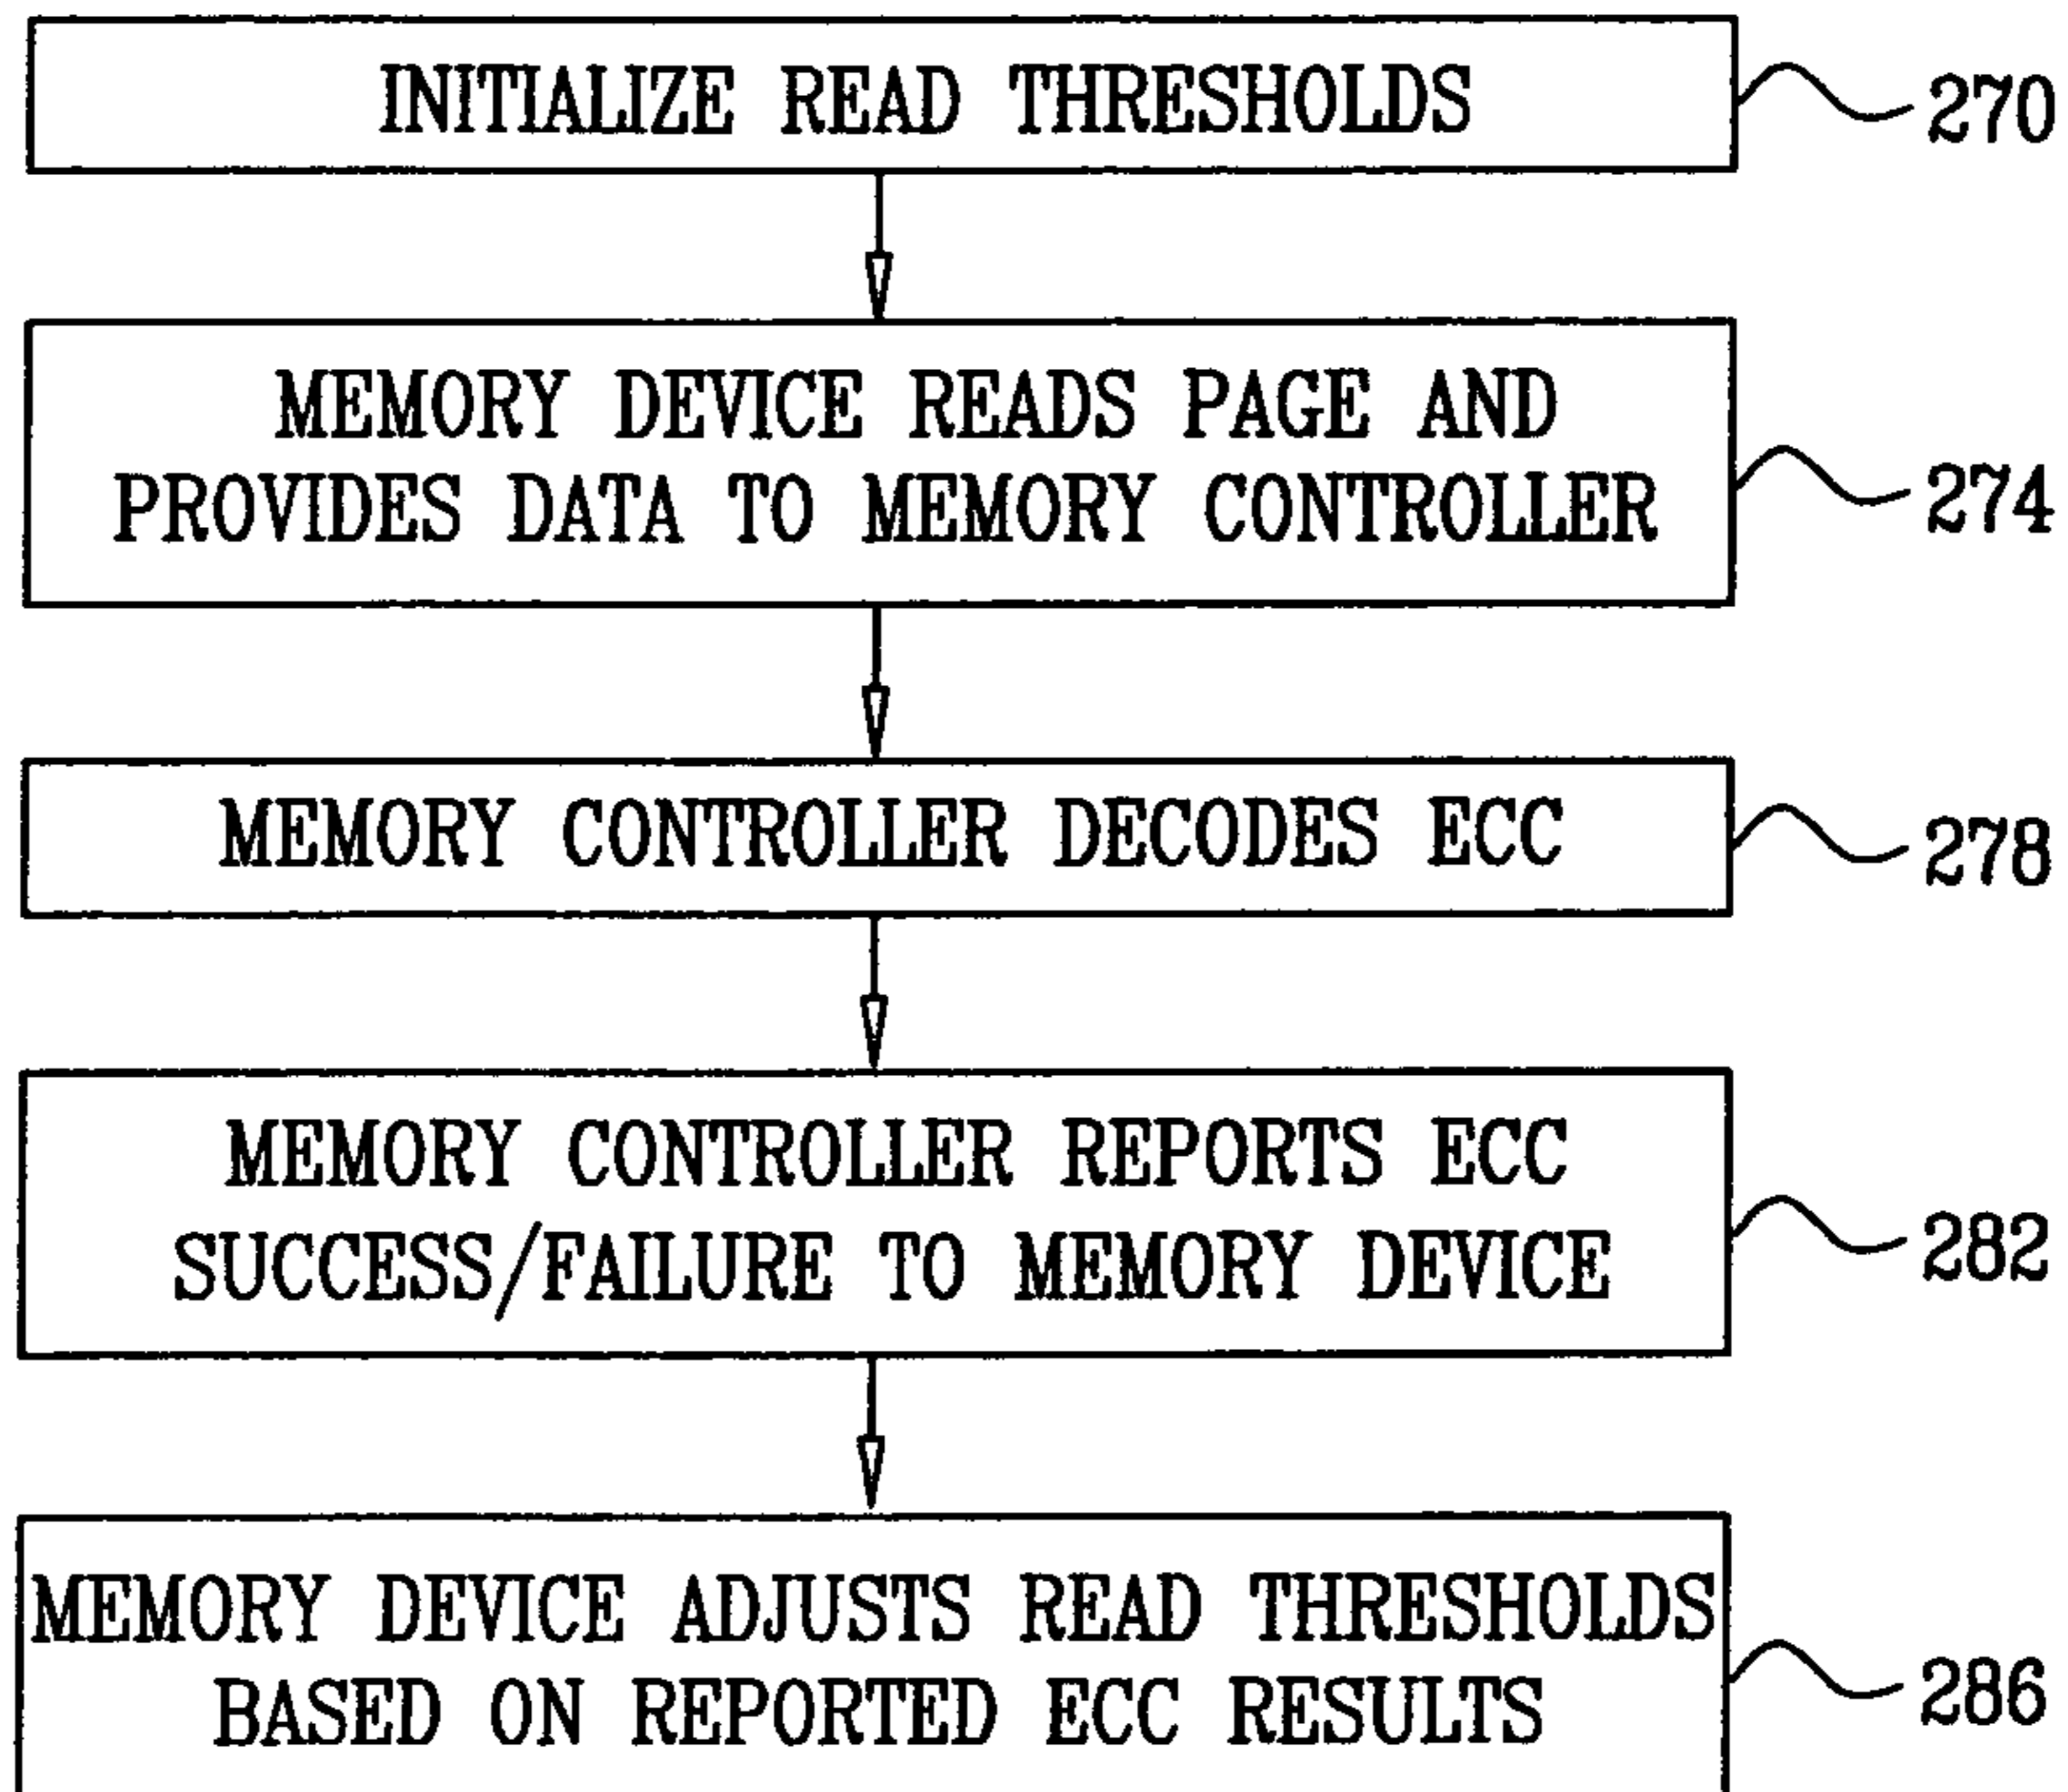 INITIALIZE READ THRESHOLDS
270
MEMORY DEVICE READS PAGE AND
PROVIDES DATA TO MEMORY CONTROLLER
274
MEMORY CONTROLLER DECODES ECC
278
MEMORY CONTROLLER REPORTS ECC
SUCCESS/FAILURE TO MEMORY DEVICE
282
MEMORY DEVICE ADJUSTS READ THRESHOLDS
BASED ON REPORTED ECC RESULTS
286